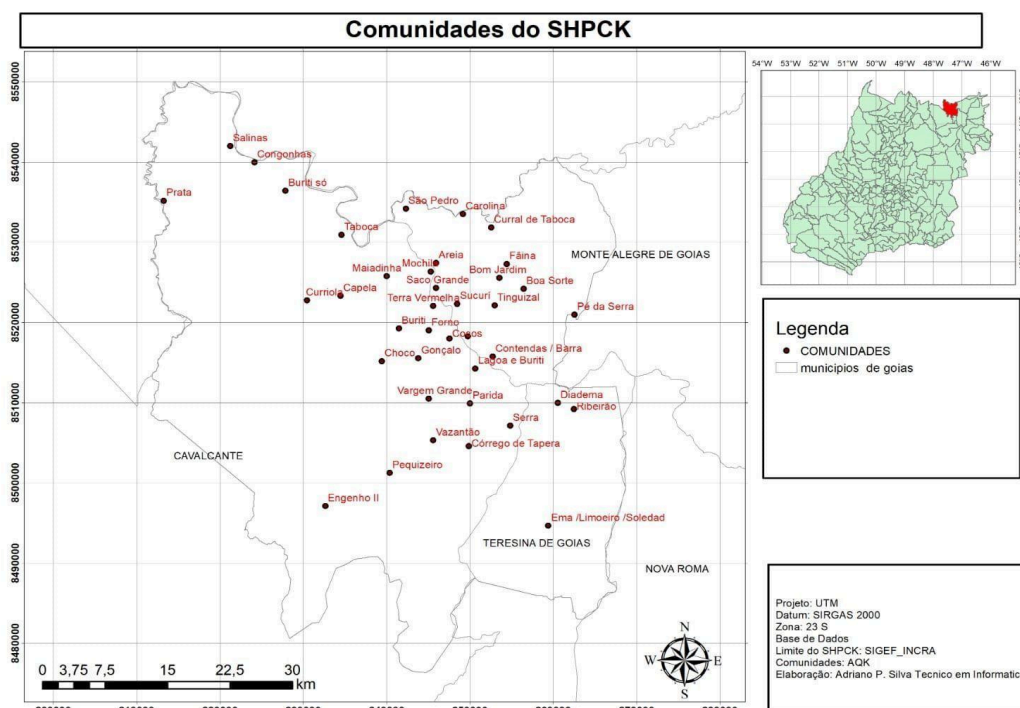 Comunidades do SHPCK
54°W 53°W 52°W 51°W 50°W 49°W 48°W 47°W 46°W
8550000
8540000
8530000
8520000
8510000
8500000
8490000
8480000
Salinas
Congonhas
Buriti só
Prata
São Pedro
Carolina
Curral de Taboca
Taboca
MONTE ALEGRE DE GOIAS
Areia
Mochila
Fãina
Maiadinha
Bom Jardim
Saco Grande
Boa Sorte
Capela
Curriola
Terra Vermelha
Sucuri
Tinguizal
Pé da Serra
Buriti
Forno
Cocos
Choco
Gonçalo
Contendas / Barra
Lagoa e Buriti
Vargem Grande
Parida
Diadema
Ribeirão
Serra
Vazantão
Córrego de Tapera
CAVALCANTE
Pequizeiro
Engenho II
Ema /Limoeiro /Soledad
TERESINA DE GOIAS
NOVA ROMA
N
W E
S
0 3,75 7,5 15 22,5 30
km
Legenda
COMUNIDADES
municipios de goias
Projeto: UTM
Datum: SIRGAS 2000
Zona: 23 S
Base de Dados
Limite do SHPCK: SIGEF_INCRA
Comunidades: AQK
Elaboração: Adriano P. Silva Tecnico em Informatic